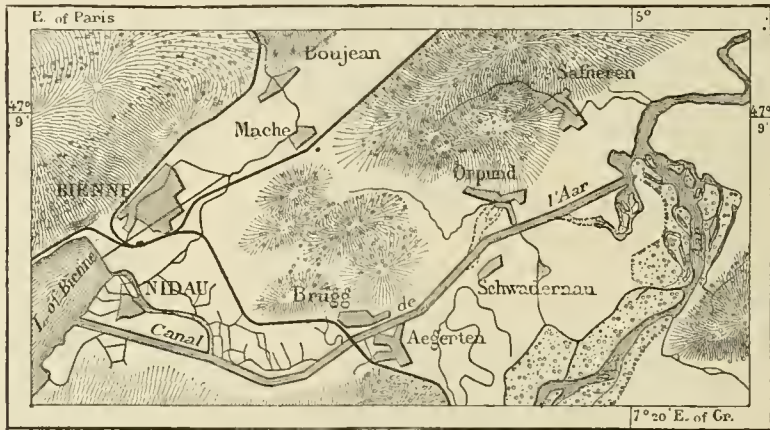 E. of Paris
5°
Boujean
Safneren
47°
9'
47°
9'
Mache
BIENNE
Orpund
l'Aar
Aar
L. of Bienne
NIDAU
Schwadernau
Brugg
de
Canal
Aegerten
7°20' E. of Gr.